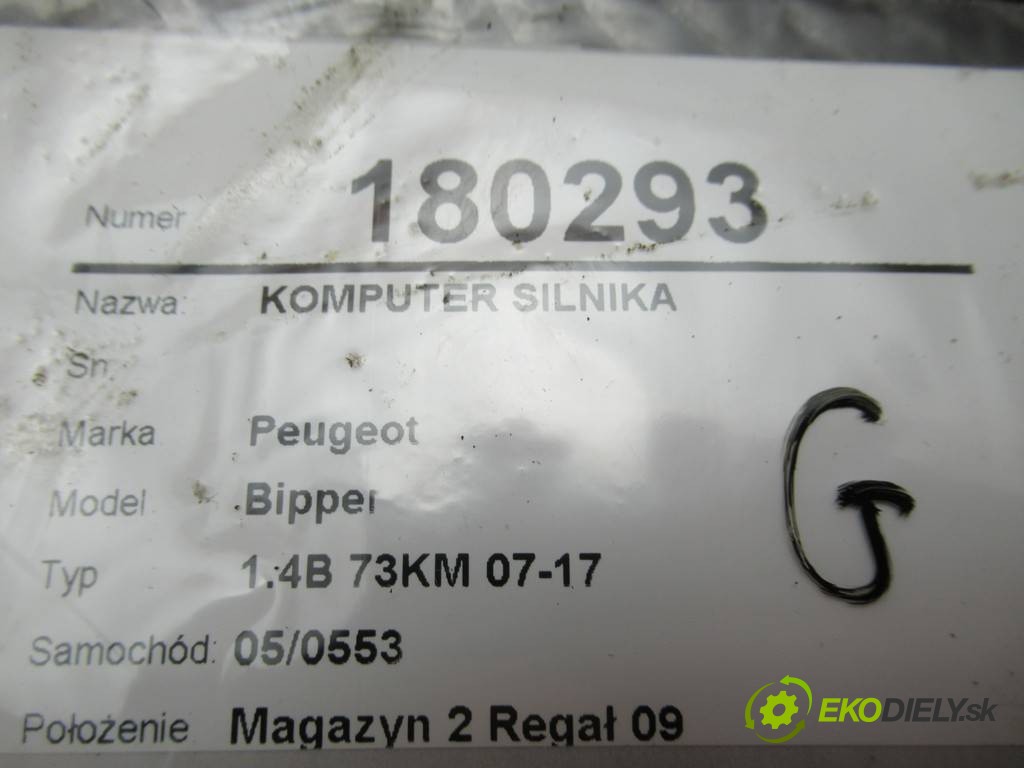 Numer 180293
Nazwa: KOMPUTER SILNIKA
Sn
Marka Peugeot
Model Bipper
Typ 1.4B 73KM 07-17
Samochód: 05/0553
Położenie Magazyn 2 Regał 09
G
EKODIELY.sk